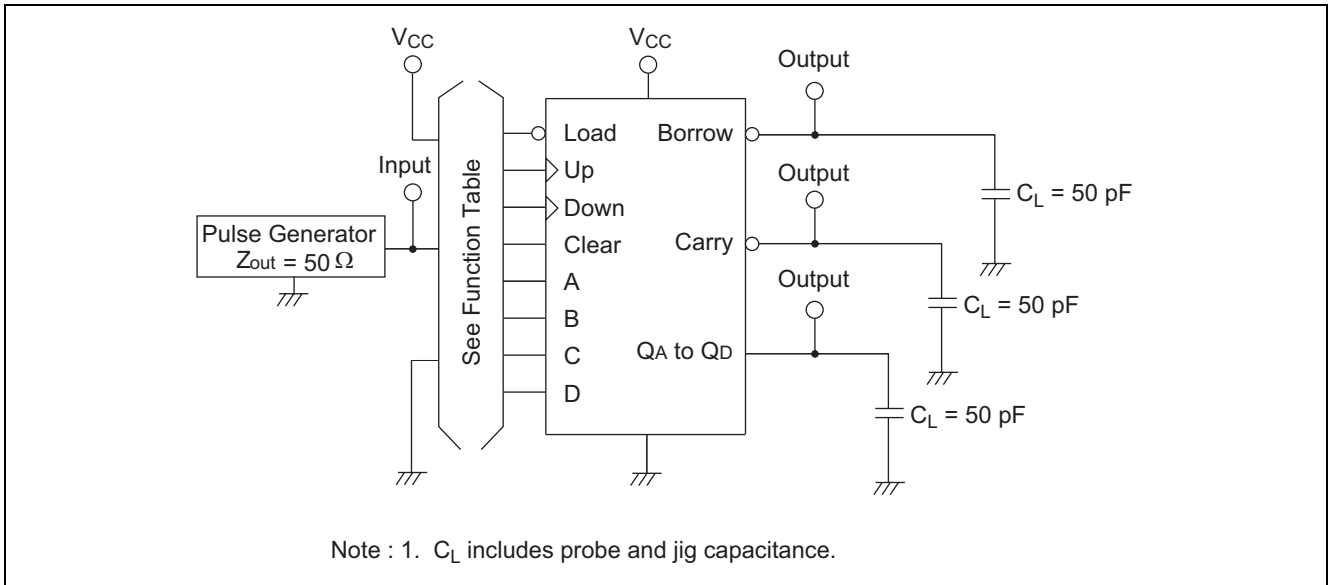 VCC
VCC
Output
Load
Borrow
Input
Up
Output
CL = 50 pF
Down
Pulse Generator
Zout = 50 Ω
See Function Table
Clear
Carry
A
Output
CL = 50 pF
B
C
QA to QD
D
CL = 50 pF
Note : 1. CL includes probe and jig capacitance.